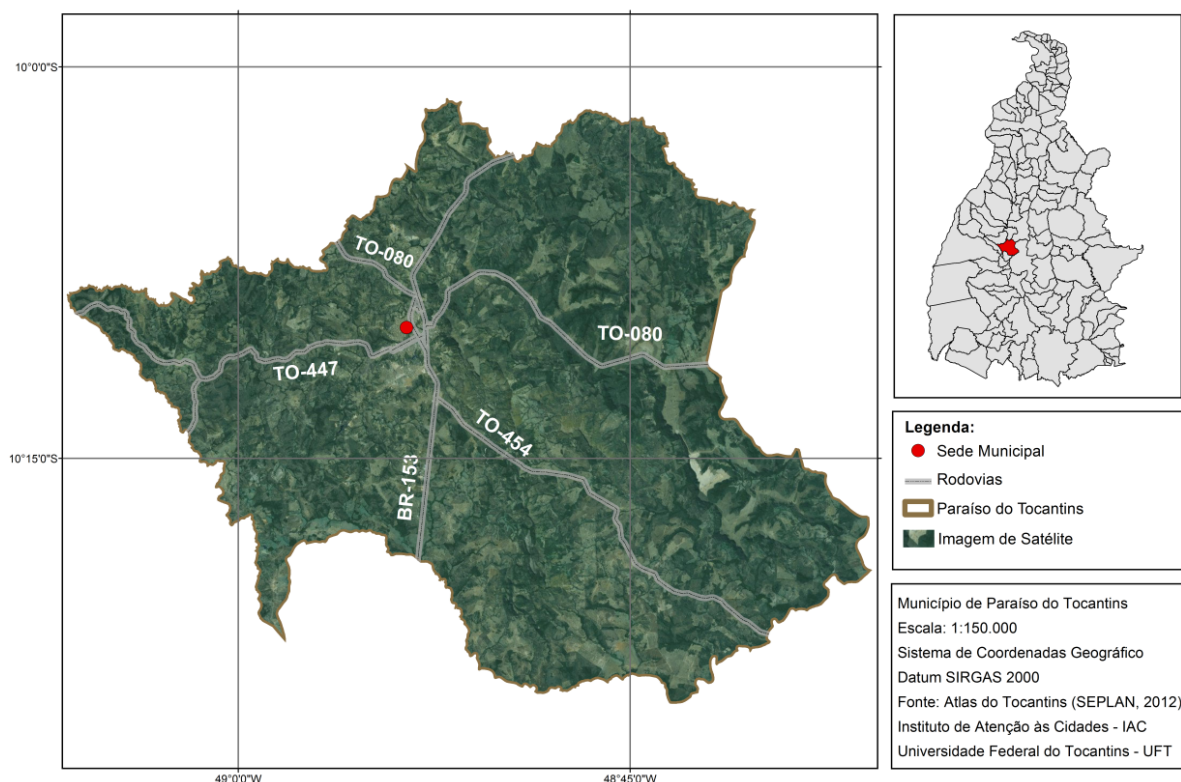 10°0'0"S
TO-080
TO-080
TO-447
TO-454
10°15'0"S
BR-153
49°0'0"W
48°45'0"W
Legenda:
Sede Municipal
Rodovias
Paraíso do Tocantins
Imagem de Satélite
Município de Paraíso do Tocantins
Escala: 1:150.000
Sistema de Coordenadas Geográfico
Datum SIRGAS 2000
Fonte: Atlas do Tocantins (SEPLAN, 2012)
Instituto de Atenção às Cidades - IAC
Universidade Federal do Tocantins - UFT